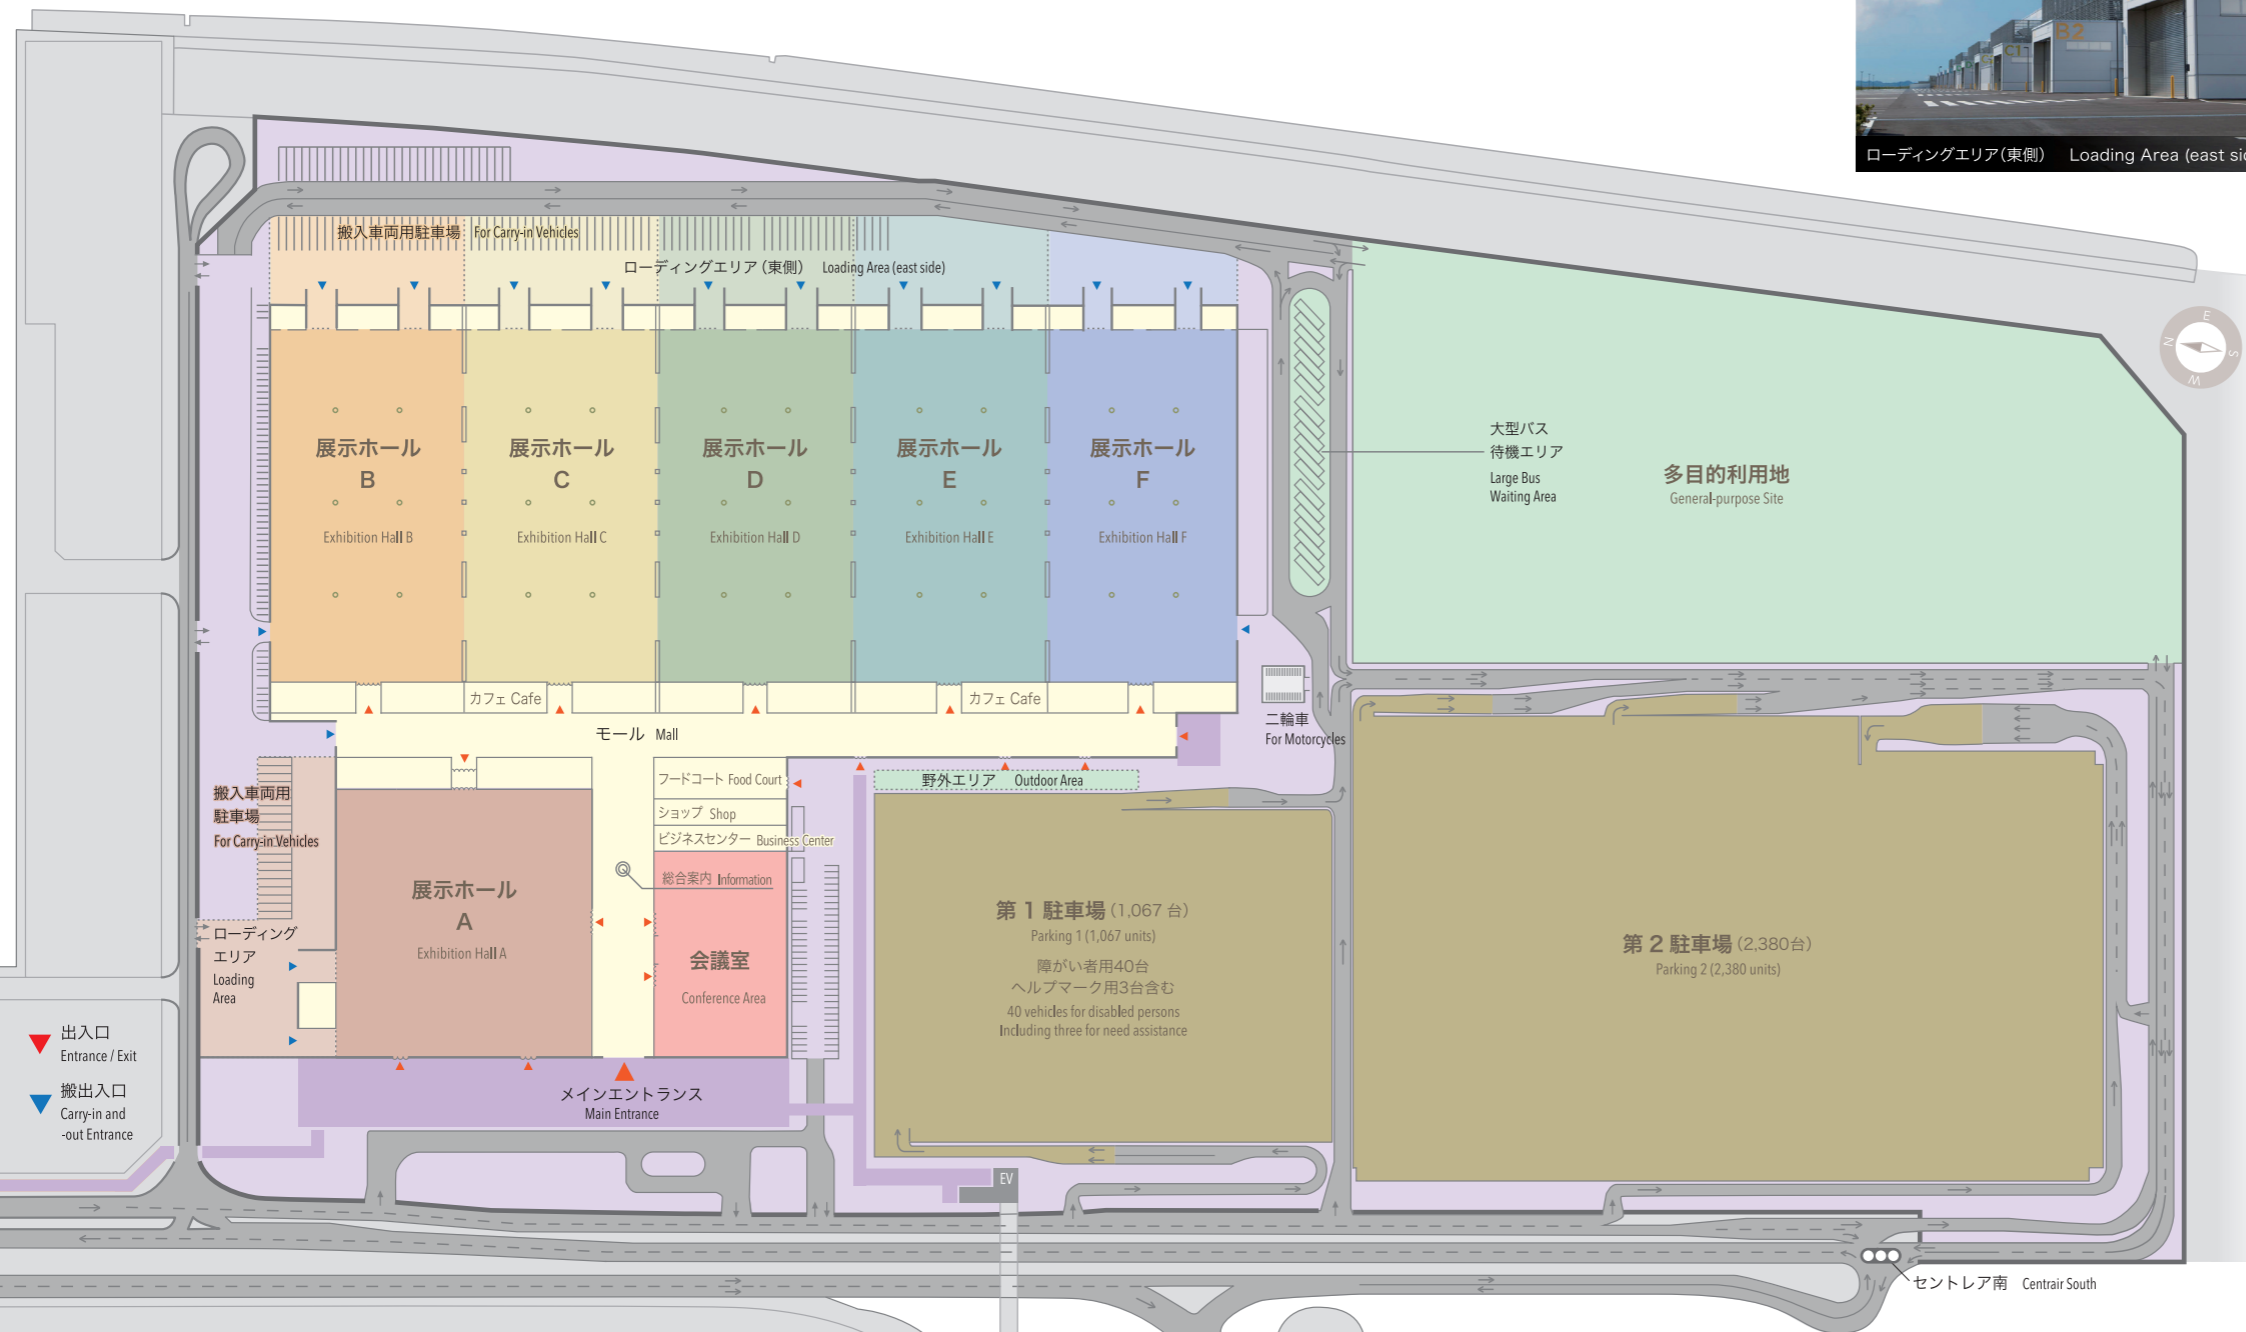 B2
C1
ローディングエリア(東側) Loading Area (east si
搬入車両用駐車場 For Carry-in Vehicles
ローディングエリア(東側) Loading Area (east side)
E
N
S
W
展示ホール
B
Exhibition Hall B
展示ホール
C
Exhibition Hall C
展示ホール
D
Exhibition Hall D
展示ホール
E
Exhibition Hall E
展示ホール
F
Exhibition Hall F
大型バス
待機エリア
Large Bus
Waiting Area
多目的利用地
General-purpose Site
カフェ Cafe
カフェ Cafe
モール Mall
二輪車
For Motorcycles
フードコート Food Court
ショップ Shop
ビジネスセンター Business Center
総合案内 Information
野外エリア Outdoor Area
搬入車両用
駐車場
For Carry-in Vehicles
ローディング
エリア
Loading
Area
展示ホール
A
Exhibition Hall A
会議室
Conference Area
第 1 駐車場 (1,067 台)
Parking 1 (1,067 units)
障がい者用40台
ヘルプマーク用3台含む
40 vehicles for disabled persons
Including three for need assistance
第 2 駐車場 (2,380台)
Parking 2 (2,380 units)
出入口
Entrance / Exit
搬出入口
Carry-in and
-out Entrance
メインエントランス
Main Entrance
EV
セントレア南 Centrair South